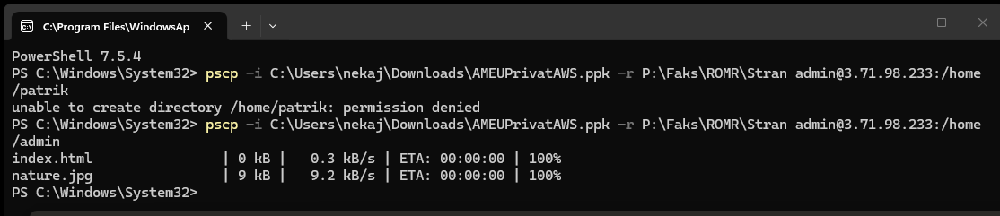 C:\Program Files\WindowsAp
PowerShell 7.5.4
PS C:\Windows\System32> pscp -i C:\Users\nekaj\Downloads\AMEUPrivatAWS.ppk -r P:\Faks\ROMR\Stran admin@3.71.98.233:/home
/patrik
unable to create directory /home/patrik: permission denied
PS C:\Windows\System32> pscp -i C:\Users\nekaj\Downloads\AMEUPrivatAWS.ppk -r P:\Faks\ROMR\Stran admin@3.71.98.233:/home
/admin
index.html                | 0 kB |   0.3 kB/s | ETA: 00:00:00 | 100%
nature.jpg                | 9 kB |   9.2 kB/s | ETA: 00:00:00 | 100%
PS C:\Windows\System32>